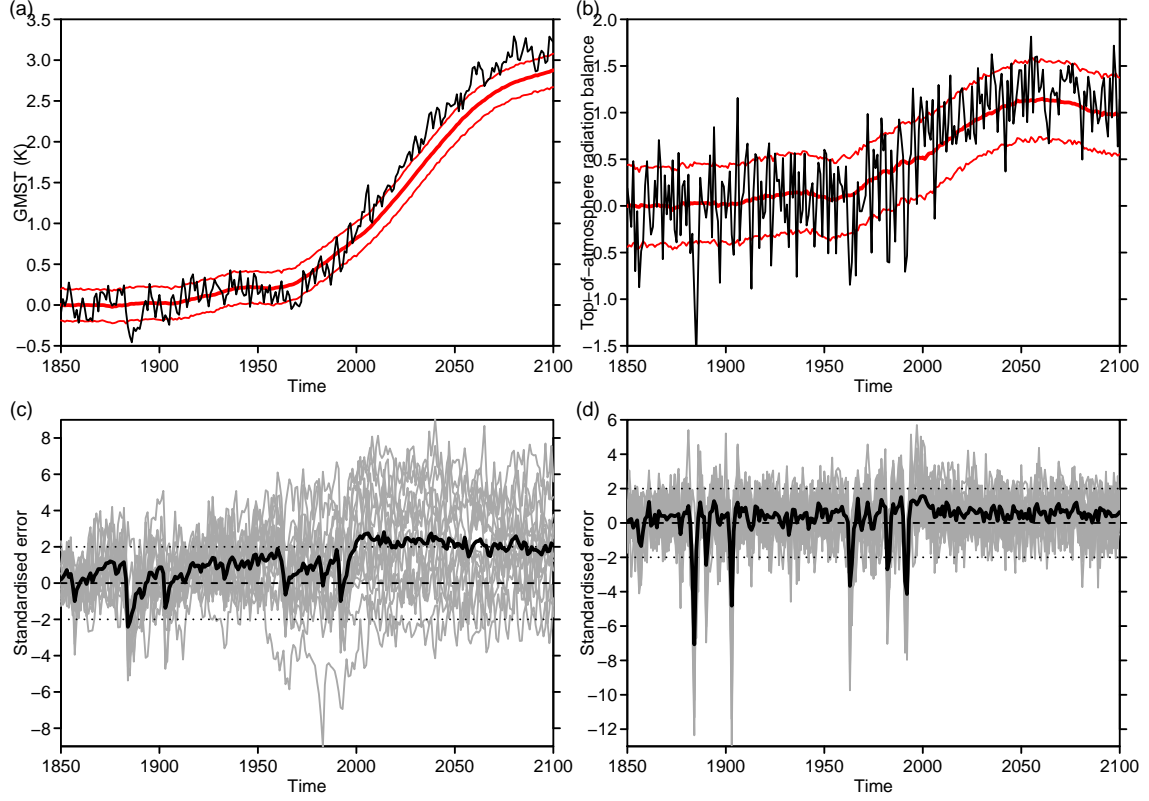 (a)
3.5
3.0
2.5
2.0
1.5
1.0
0.5
0.0
−0.5
GMST (K)
1850 1900 1950 2000 2050 2100
Time
(b)
2.0
1.5
1.0
0.5
0.0
−0.5
−1.0
−1.5
Top−of−atmosphere radiation balance
1850 1900 1950 2000 2050 2100
Time
(c)
8
6
4
2
0
−2
−4
−6
−8
Standardised error
1850 1900 1950 2000 2050 2100
Time
(d)
6
4
2
0
−2
−4
−6
−8
−10
−12
Standardised error
1850 1900 1950 2000 2050 2100
Time